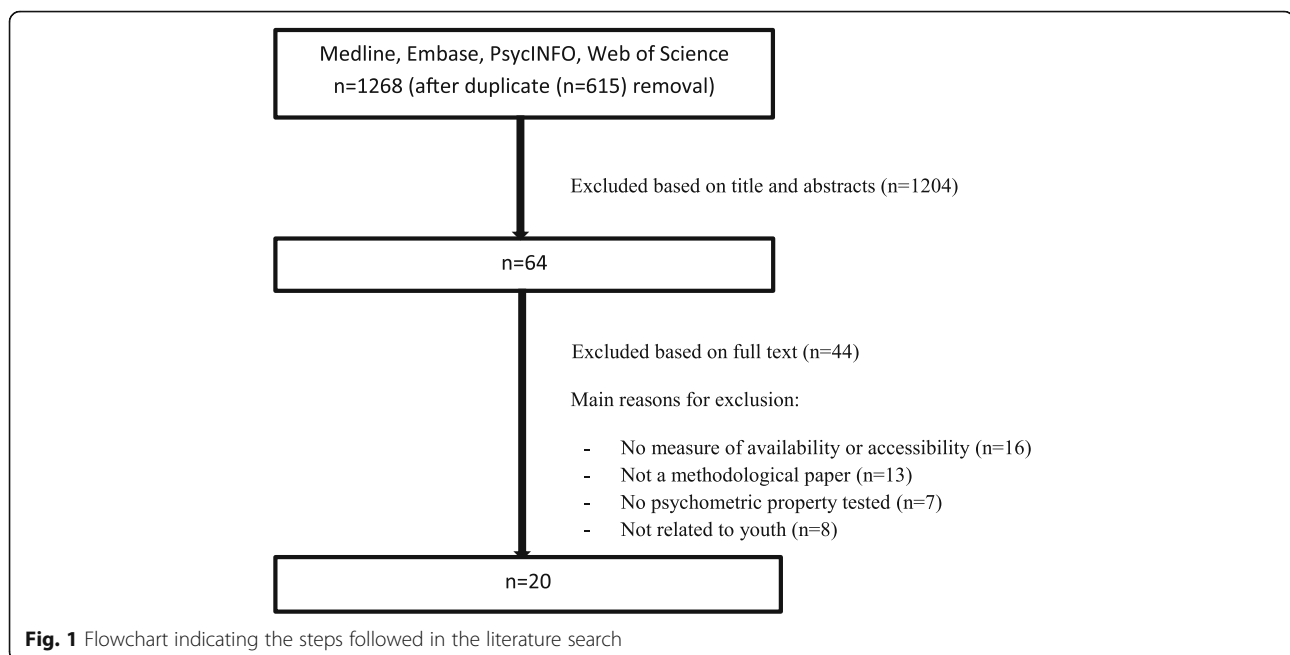 Medline, Embase, PsycINFO, Web of Science
n=1268 (after duplicate (n=615) removal)
Excluded based on title and abstracts (n=1204)
n=64
Excluded based on full text (n=44)
Main reasons for exclusion:
- No measure of availability or accessibility (n=16)
- Not a methodological paper (n=13)
- No psychometric property tested (n=7)
- Not related to youth (n=8)
n=20
Fig. 1 Flowchart indicating the steps followed in the literature search